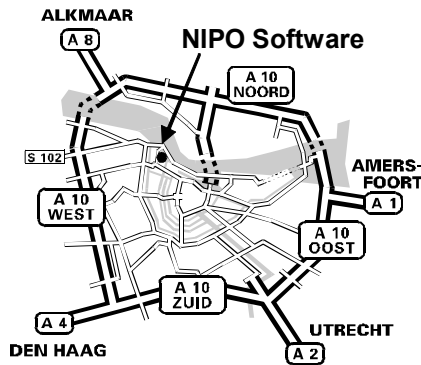 ALKMAAR
A 8
NIPO Software
A 10
NOORD
S 102
AMERS-
FOORT
A 1
A 10
WEST
A 10
OOST
A 10
ZUID
A 4
DEN HAAG
UTRECHT
A 2